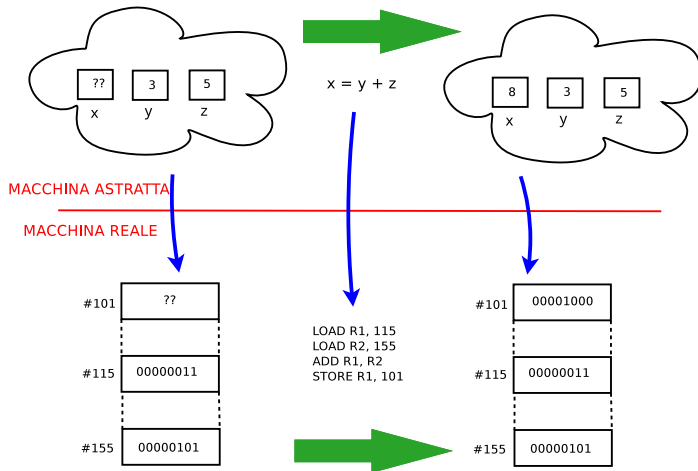 ?? 3 5
x y z
x = y + z
8 3 5
x y z
MACCHINA ASTRATTA
MACCHINA REALE
#101 ??
#115 00000011
#155 00000101
LOAD R1, 115
LOAD R2, 155
ADD R1, R2
STORE R1, 101
#101 00001000
#115 00000011
#155 00000101